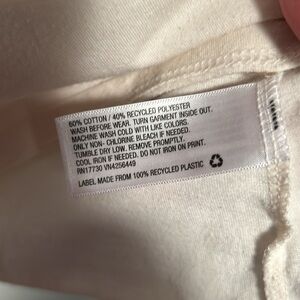 60% COTTON / 40% RECYCLED POLYESTER
WASH BEFORE WEAR. TURN GARMENT INSIDE OUT.
MACHINE WASH COLD WITH LIKE COLORS.
ONLY NON- CHLORINE BLEACH IF NEEDED.
TUMBLE DRY LOW. REMOVE PROMPTLY.
COOL IRON IF NEEDED. DO NOT IRON ON PRINT.
RN17730 VN4256449
LABEL MADE FROM 100% RECYCLED PLASTIC